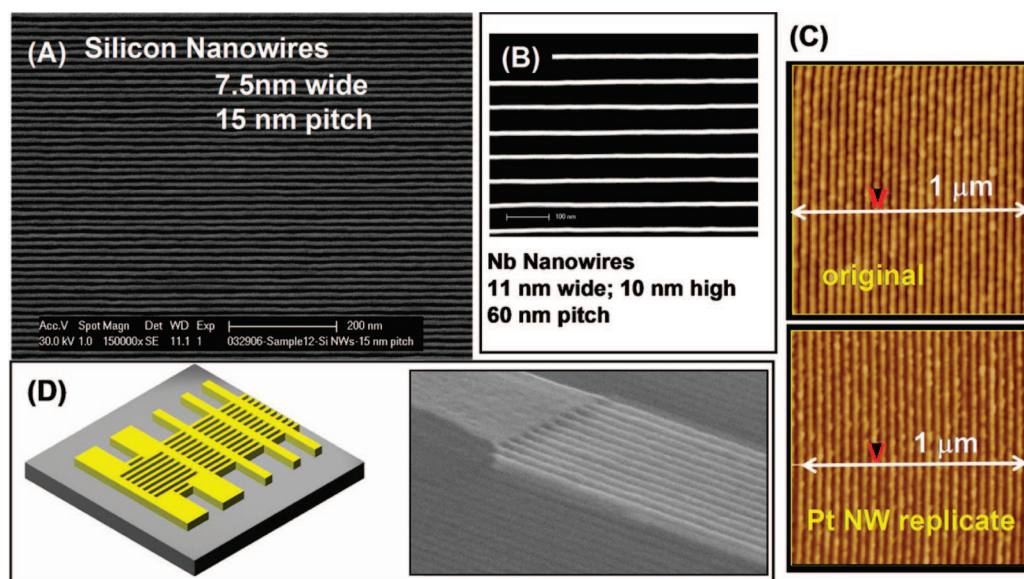 (A) Silicon Nanowires
7.5nm wide
15 nm pitch
Acc.V Spot Magn Det WD Exp
30.0 kV 1.0 150000x SE 11.1 1
200 nm
032906-Sample12-Si NWs-15 nm pitch
(B)
100 nm
Nb Nanowires
11 nm wide; 10 nm high
60 nm pitch
(C)
1 μm
original
1 μm
Pt NW replicate
(D)